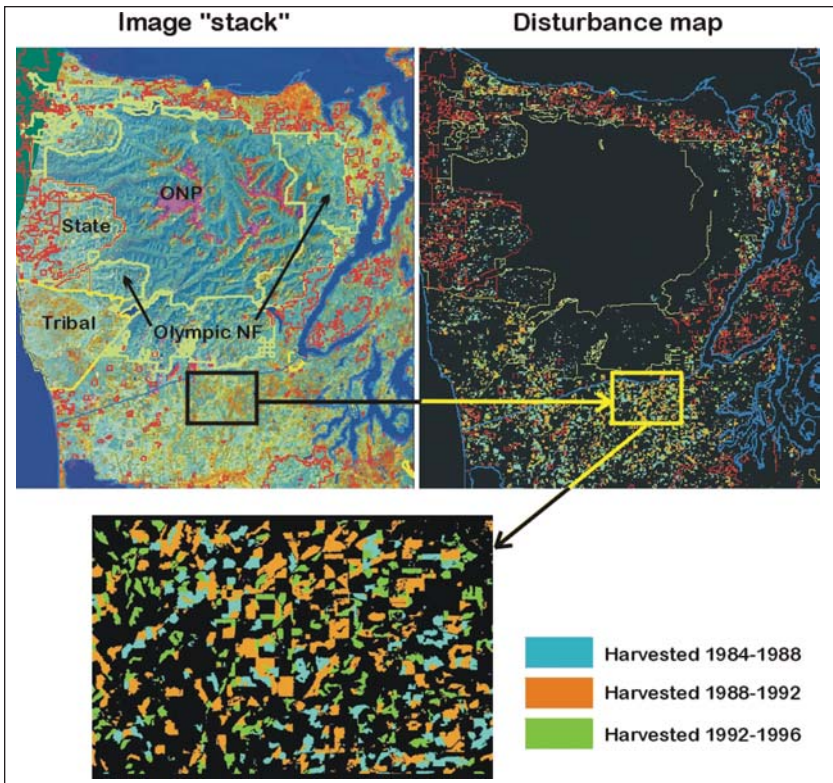 Image "stack"
Disturbance map
ONP
State
Tribal
Olympic NF
Harvested 1984-1988
Harvested 1988-1992
Harvested 1992-1996